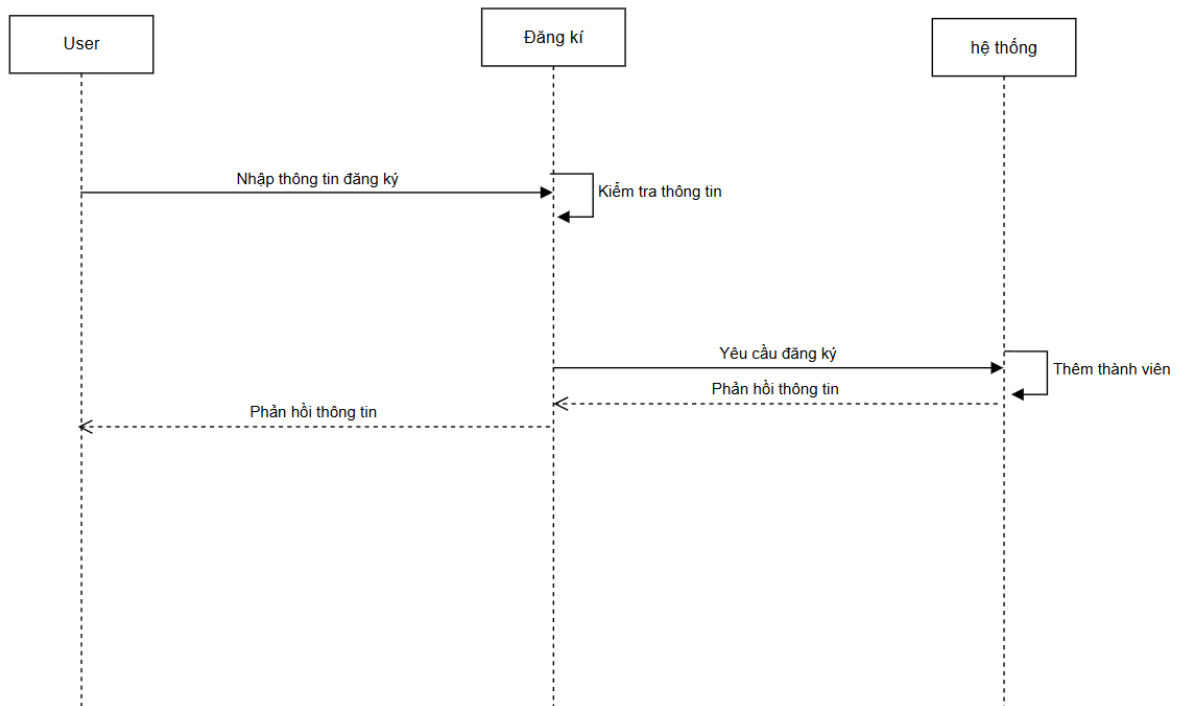 User
Đăng kí
hệ thống
Nhập thông tin đăng ký
Kiểm tra thông tin
Yêu cầu đăng ký
Thêm thành viên
Phản hồi thông tin
Phản hồi thông tin